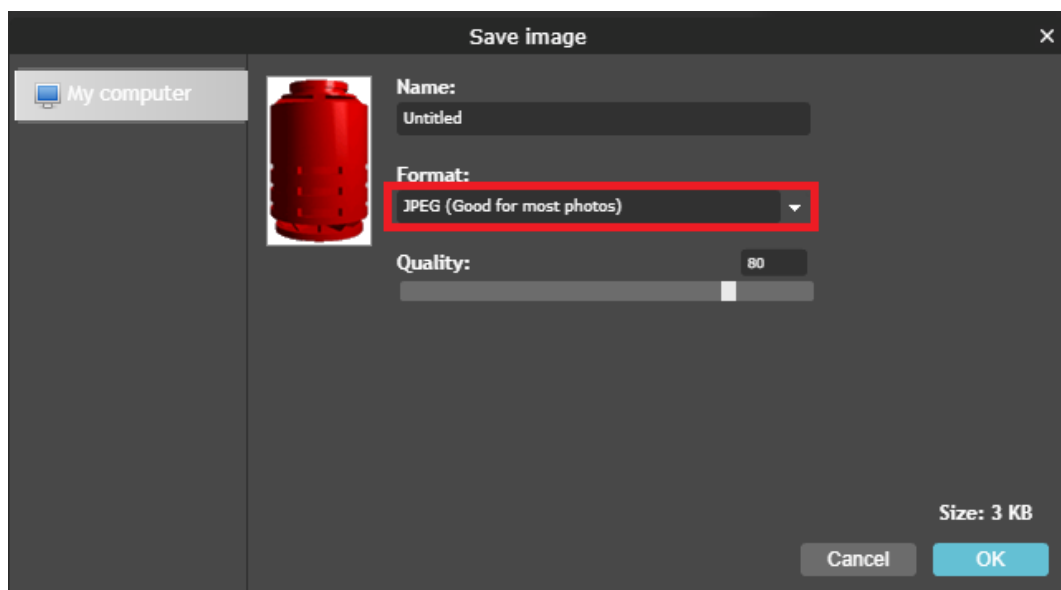 Save image
My computer
Name:
Untitled
Format:
JPEG (Good for most photos)
Quality:
80
Size: 3 KB
Cancel
OK